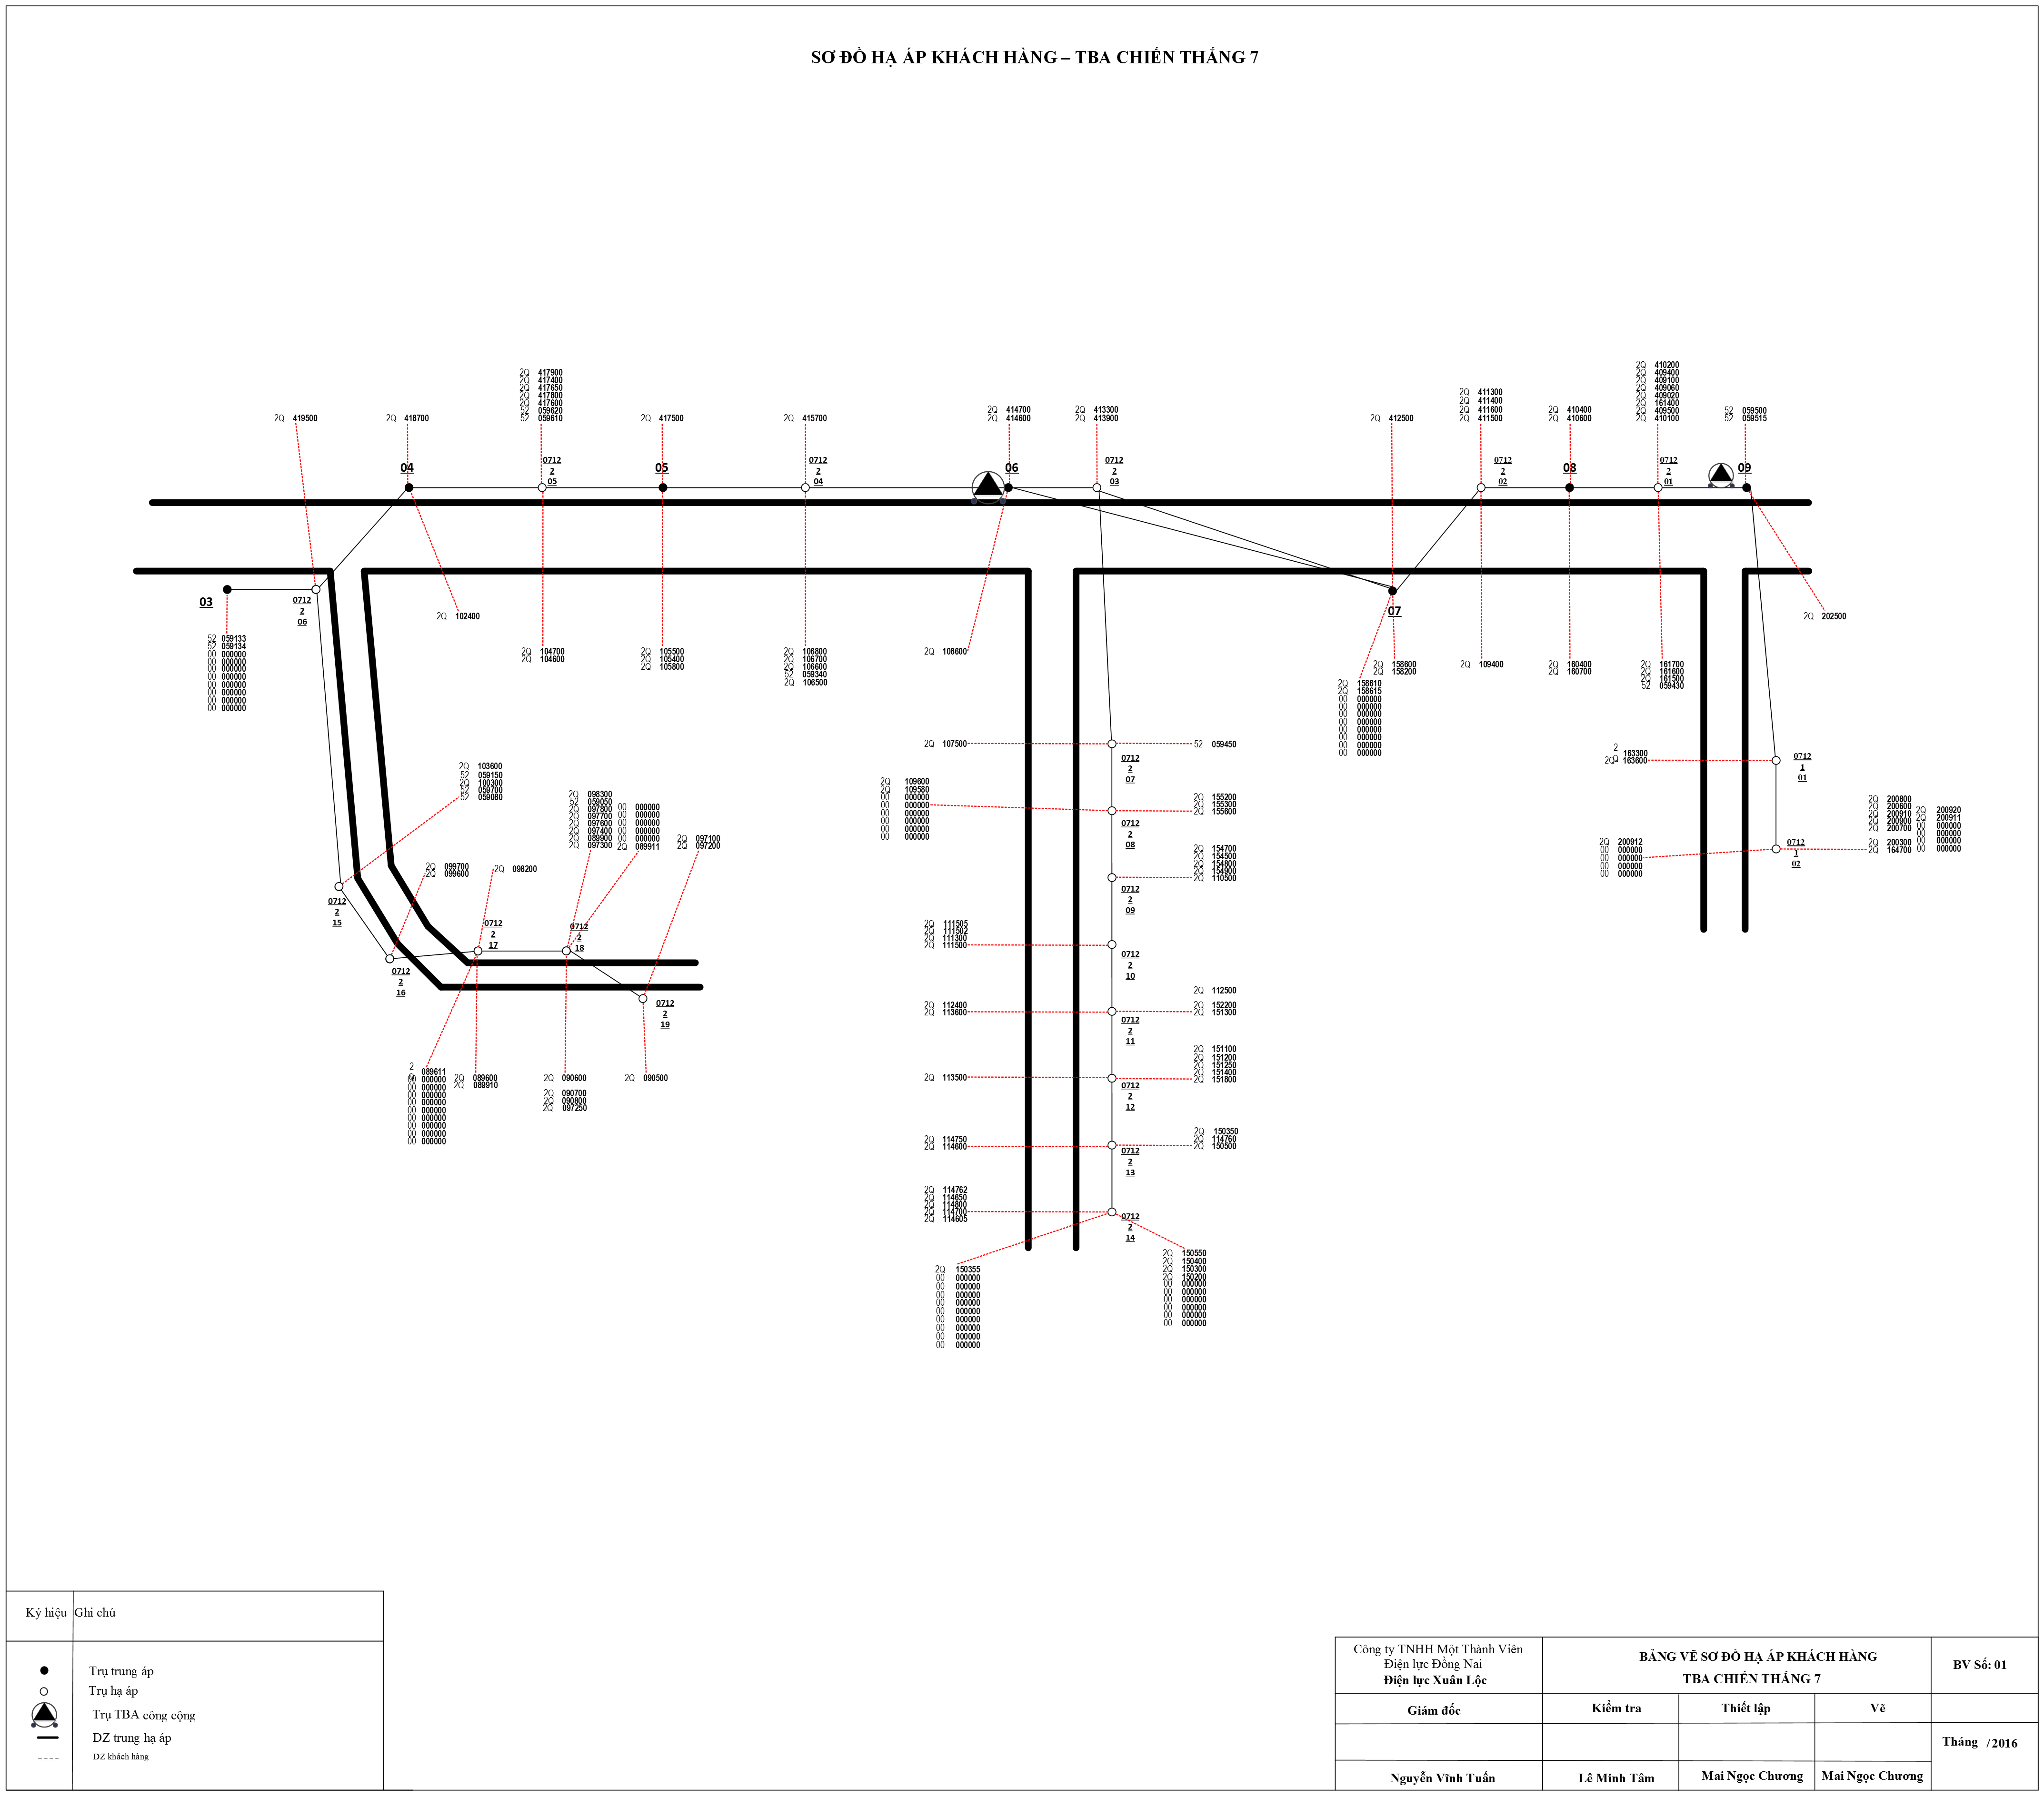 SƠ ĐỒ HẠ ÁP KHÁCH HÀNG – TBA CHIẾN THẮNG 7
2Q 419500
2Q 418700
2Q 417900
2Q 417400
2Q 417650
2Q 417800
2Q 417600
52 059620
52 059610
2Q 417500
2Q 415700
2Q 414700
2Q 414600
2Q 413300
2Q 413900
2Q 412500
2Q 411300
2Q 411400
2Q 411600
2Q 411500
2Q 410400
2Q 410600
2Q 410200
2Q 409400
2Q 409100
2Q 409060
2Q 409020
2Q 161400
2Q 409500
2Q 410100
52 059500
52 059515
04
0712
2
05
05
0712
2
04
06
0712
2
03
0712
2
02
08
0712
2
01
09
03
0712
2
06
07
52 059133
52 059134
00 000000
00 000000
00 000000
00 000000
00 000000
00 000000
00 000000
00 000000
2Q 102400
2Q 104700
2Q 104600
2Q 105500
2Q 105400
2Q 105800
2Q 106800
2Q 106700
2Q 106600
52 059340
2Q 106500
2Q 108600
2Q 158600
2Q 158200
2Q 158610
2Q 158615
00 000000
00 000000
00 000000
00 000000
00 000000
00 000000
00 000000
00 000000
2Q 109400
2Q 160400
2Q 160700
2Q 161700
2Q 161600
2Q 161500
52 059430
2Q 202500
2Q 103600
52 059150
2Q 100300
52 059700
52 059080
2Q 098300
52 059050
2Q 097800
2Q 097700
2Q 097600
2Q 097400
2Q 089900
2Q 097300
00 000000
00 000000
00 000000
00 000000
00 000000
2Q 089911
2Q 097100
2Q 097200
2Q 099700
2Q 099600
2Q 098200
0712
2
15
0712
2
16
0712
2
17
0712
2
18
0712
2
19
2
Q 089611
00 000000
00 000000
00 000000
00 000000
00 000000
00 000000
00 000000
00 000000
00 000000
2Q 089600
2Q 089910
2Q 090600
2Q 090700
2Q 090800
2Q 097250
2Q 090500
2Q 107500
52 059450
0712
2
07
2Q 109600
2Q 109580
00 000000
00 000000
00 000000
00 000000
00 000000
00 000000
2Q 155200
2Q 155300
2Q 155600
0712
2
08
2Q 154700
2Q 154500
2Q 154800
2Q 154900
2Q 110500
0712
2
09
2Q 111505
2Q 111502
2Q 111300
2Q 111500
0712
2
10
2Q 112400
2Q 113600
2Q 112500
2Q 152200
2Q 151300
0712
2
11
2Q 113500
2Q 151100
2Q 151200
2Q 151250
2Q 151400
2Q 151800
0712
2
12
2Q 114750
2Q 114600
2Q 150350
2Q 114760
2Q 150500
0712
2
13
2Q 114762
2Q 114650
2Q 114800
2Q 114700
2Q 114605
0712
2
14
2Q 150355
00 000000
00 000000
00 000000
00 000000
00 000000
00 000000
00 000000
00 000000
00 000000
2Q 150550
2Q 150400
2Q 150300
2Q 150200
00 000000
00 000000
00 000000
00 000000
00 000000
00 000000
2
Q 163300
2Q 163600
0712
1
01
2Q 200912
00 000000
00 000000
00 000000
00 000000
0712
1
02
2Q 200800
2Q 200600
2Q 200910
2Q 200900
2Q 200700
2Q 200300
2Q 164700
2Q 200920
2Q 200911
00 000000
00 000000
00 000000
00 000000
Ký hiệu Ghi chú
Trụ trung áp
Trụ hạ áp
Trụ TBA công cộng
DZ trung hạ áp
DZ khách hàng
Công ty TNHH Một Thành Viên
Điện lực Đồng Nai
Điện lực Xuân Lộc
BẢNG VẼ SƠ ĐỒ HẠ ÁP KHÁCH HÀNG
TBA CHIẾN THẮNG 7
BV Số: 01
Giám đốc
Kiểm tra
Thiết lập
Vẽ
Tháng /2016
Nguyễn Vĩnh Tuấn
Lê Minh Tâm
Mai Ngọc Chương
Mai Ngọc Chương